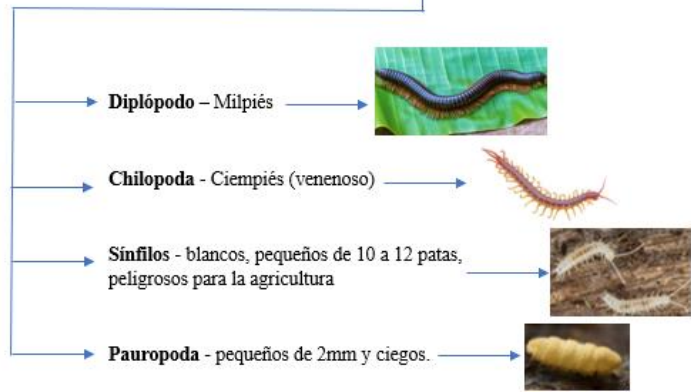 Diplópodo – Milpiés
Chilopoda - Ciempiés (venenoso)
Sínfilos - blancos, pequeños de 10 a 12 patas,
peligrosos para la agricultura
Pauropoda - pequeños de 2mm y ciegos.